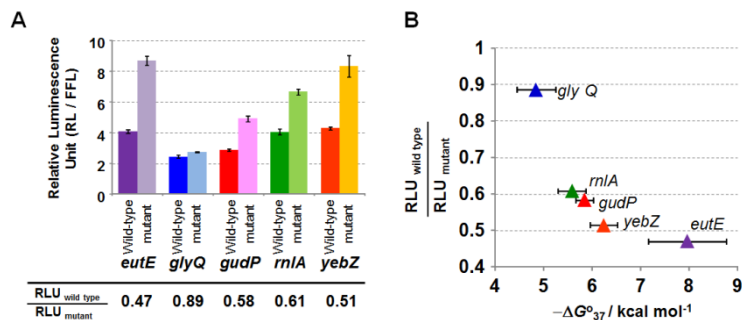 A
Relative Luminescence
Unit (RL / FFL)
10
8
6
4
2
0
Wild-type
mutant
Wild-type
mutant
Wild-type
mutant
Wild-type
mutant
Wild-type
mutant
eutE glyQ gudP rnlA yebZ
RLU wild type
RLU mutant
0.47 0.89 0.58 0.61 0.51
B
RLU wild type
RLU mutant
1
0.9
0.8
0.7
0.6
0.5
0.4
gly Q
rnlA
gudP
yebZ
eutE
4 5 6 7 8 9
−ΔG°37 / kcal mol-1